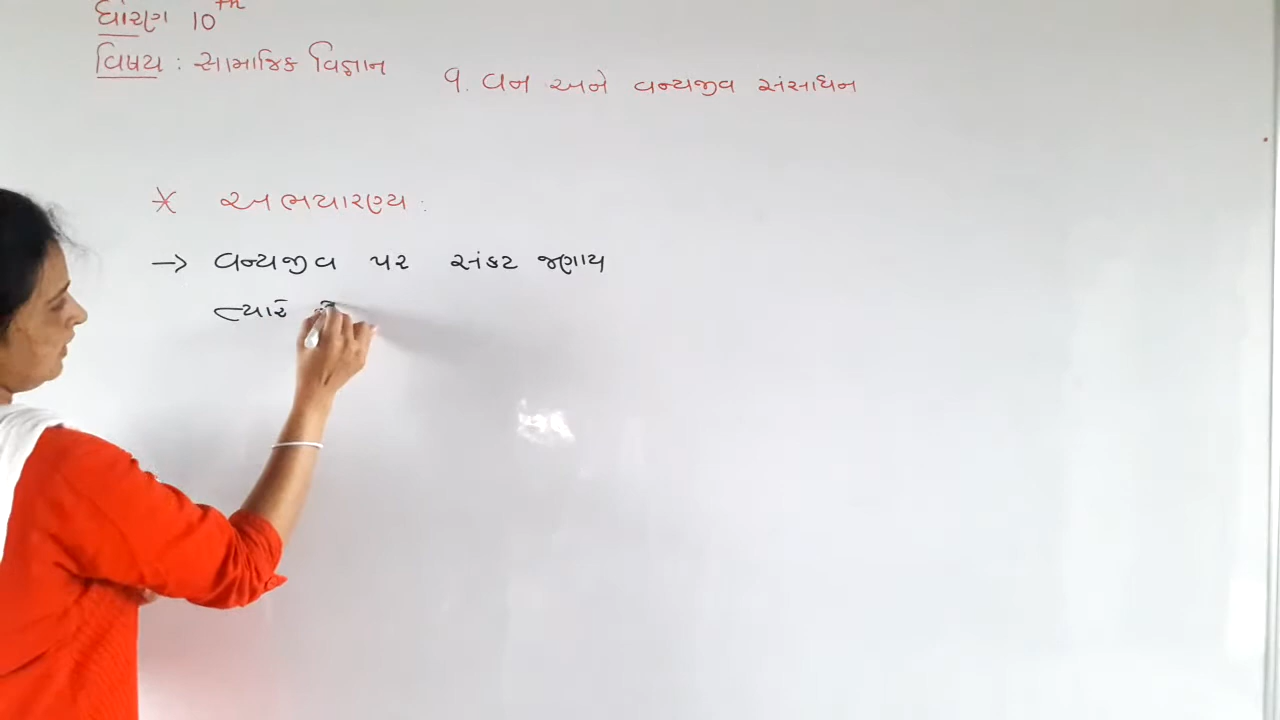 ધોરણ 10th
વિષય : સામાજિક વિજ્ઞાન
૧. વન અને વન્યજીવ સંસાધન
* અભયારણ્ય :
→ વન્યજીવ પર સંકટ જણાય
ત્યારે